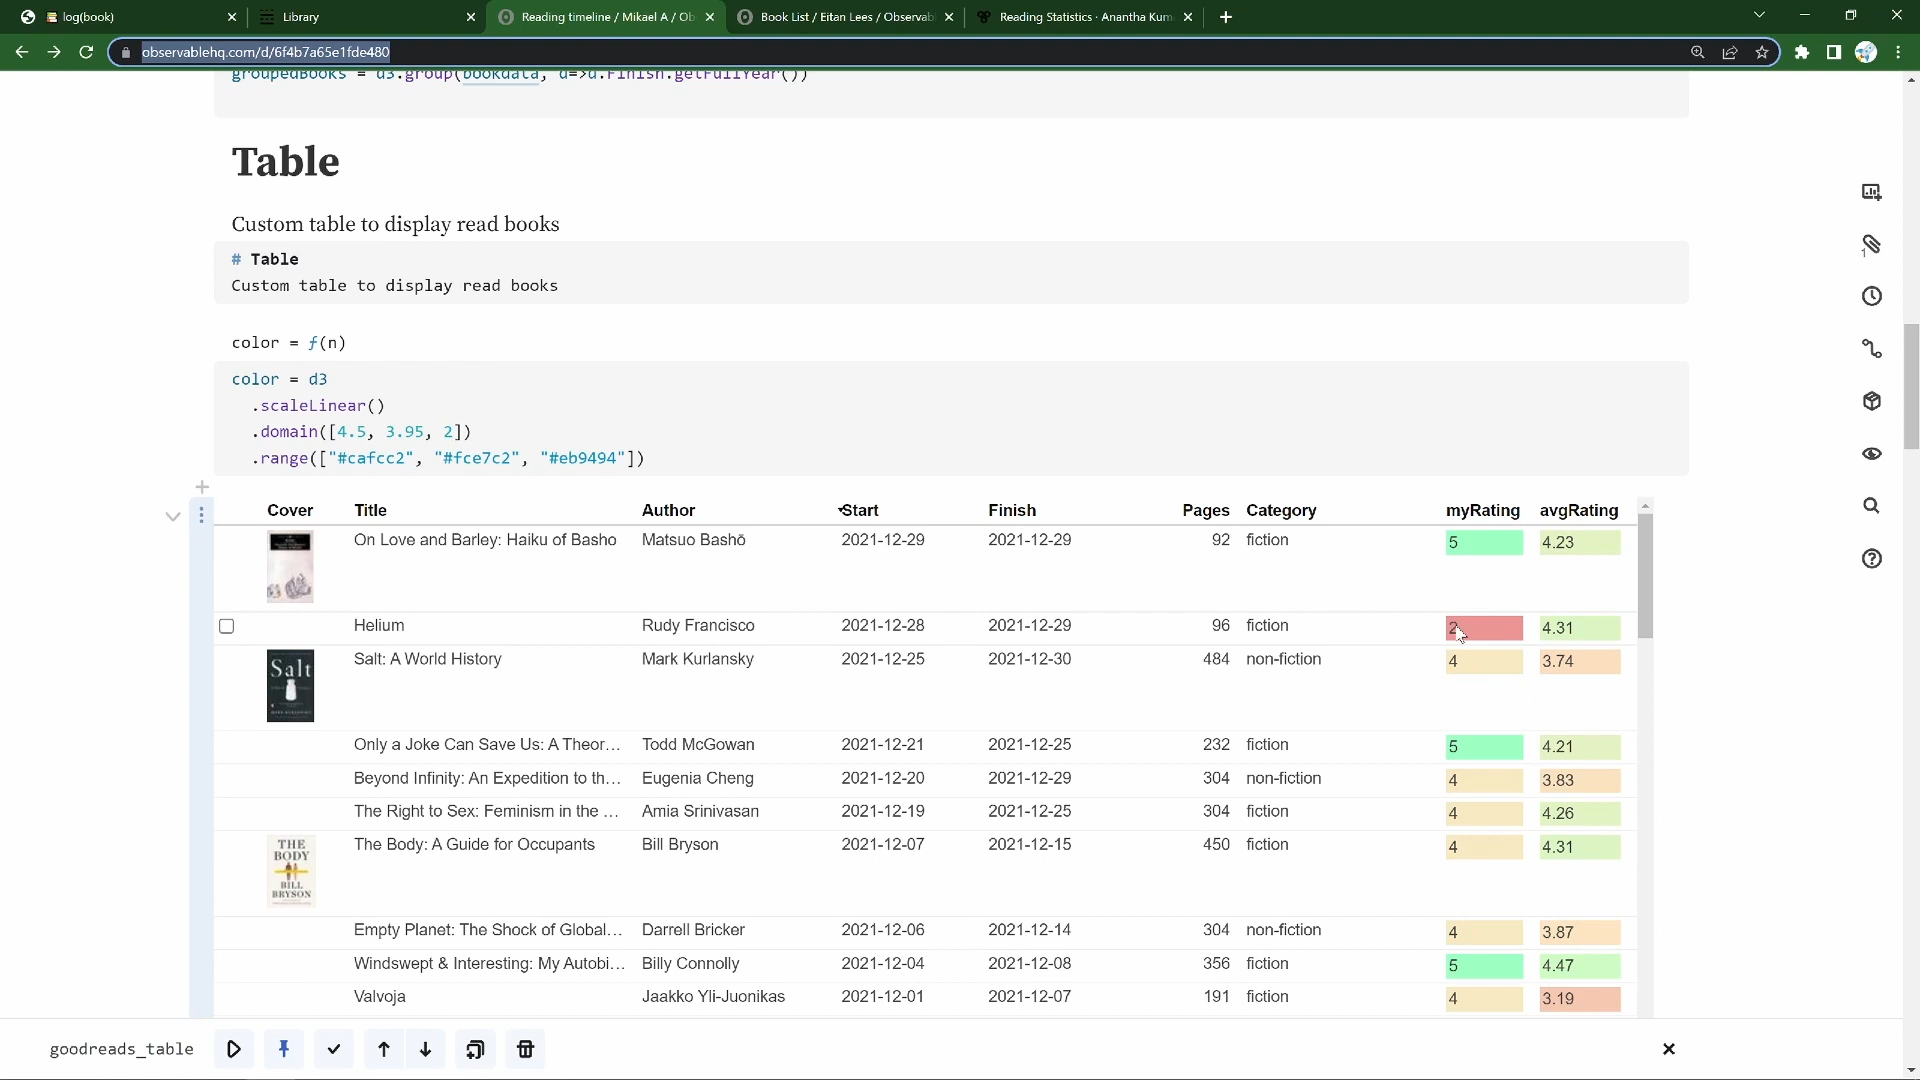 log(book)
Library
Reading timeline / Mikael A / Ob
Book List / Eitan Lees / Observab
Reading Statistics · Anantha Kum
observablehq.com/d/6f4b7a65e1fde480
groupedBooks = d3.group(bookdata, d=>d.Finish.getFullYear())
Table
Custom table to display read books
# Table
Custom table to display read books
color = ƒ(n)
color = d3
.scaleLinear()
.domain([4.5, 3.95, 2])
.range(["#cafcc2", "#fce7c2", "#eb9494"])
Cover Title Author Start Finish Pages Category myRating avgRating
On Love and Barley: Haiku of Basho Matsuo Bashō 2021-12-29 2021-12-29 92 fiction 5 4.23
Helium Rudy Francisco 2021-12-28 2021-12-29 96 fiction 2 4.31
Salt
Salt: A World History Mark Kurlansky 2021-12-25 2021-12-30 484 non-fiction 4 3.74
Only a Joke Can Save Us: A Theor... Todd McGowan 2021-12-21 2021-12-25 232 fiction 5 4.21
Beyond Infinity: An Expedition to th... Eugenia Cheng 2021-12-20 2021-12-29 304 non-fiction 4 3.83
The Right to Sex: Feminism in the ... Amia Srinivasan 2021-12-19 2021-12-25 304 fiction 4 4.26
The Body: A Guide for Occupants Bill Bryson 2021-12-07 2021-12-15 450 fiction 4 4.31
THE
BODY
BILL
BRYSON
Empty Planet: The Shock of Global... Darrell Bricker 2021-12-06 2021-12-14 304 non-fiction 4 3.87
Windswept & Interesting: My Autobi... Billy Connolly 2021-12-04 2021-12-08 356 fiction 5 4.47
Valvoja Jaakko Yli-Juonikas 2021-12-01 2021-12-07 191 fiction 4 3.19
goodreads_table